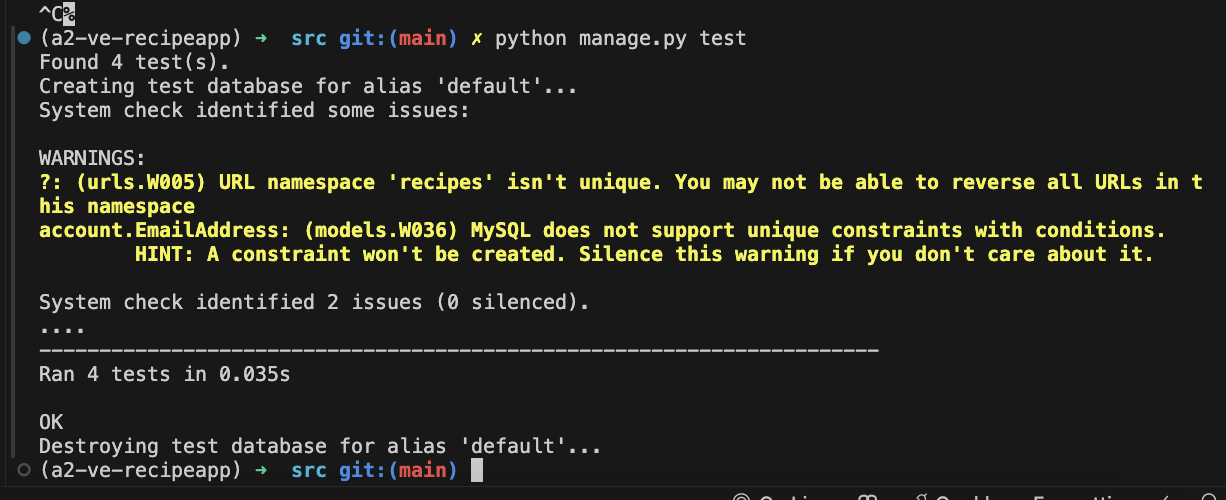 ^C%
(a2-ve-recipeapp) → src git:(main) ✗ python manage.py test
Found 4 test(s).
Creating test database for alias 'default'...
System check identified some issues:
WARNINGS:
?: (urls.W005) URL namespace 'recipes' isn't unique. You may not be able to reverse all URLs in t
his namespace
account.EmailAddress: (models.W036) MySQL does not support unique constraints with conditions.
HINT: A constraint won't be created. Silence this warning if you don't care about it.
System check identified 2 issues (0 silenced).
....
----------------------------------------------------------------------
Ran 4 tests in 0.035s
OK
Destroying test database for alias 'default'...
(a2-ve-recipeapp) → src git:(main)